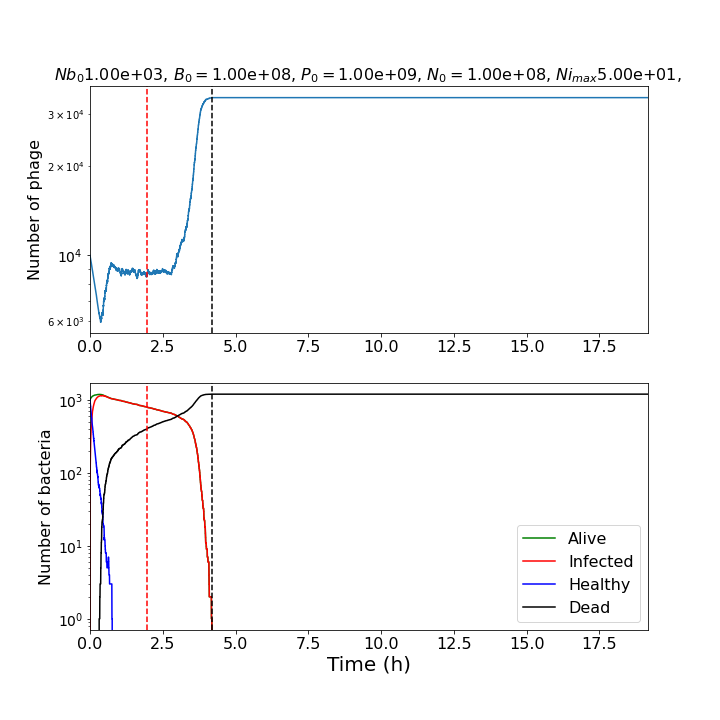 Nb₀1.00e+03, B₀ = 1.00e+08, P₀ = 1.00e+09, N₀ = 1.00e+08, Ni_max5.00e+01,
Number of phage
3 × 10⁴
2 × 10⁴
10⁴
6 × 10³
0.0 2.5 5.0 7.5 10.0 12.5 15.0 17.5
Number of bacteria
10³
10²
10¹
10⁰
Alive
Infected
Healthy
Dead
0.0 2.5 5.0 7.5 10.0 12.5 15.0 17.5
Time (h)